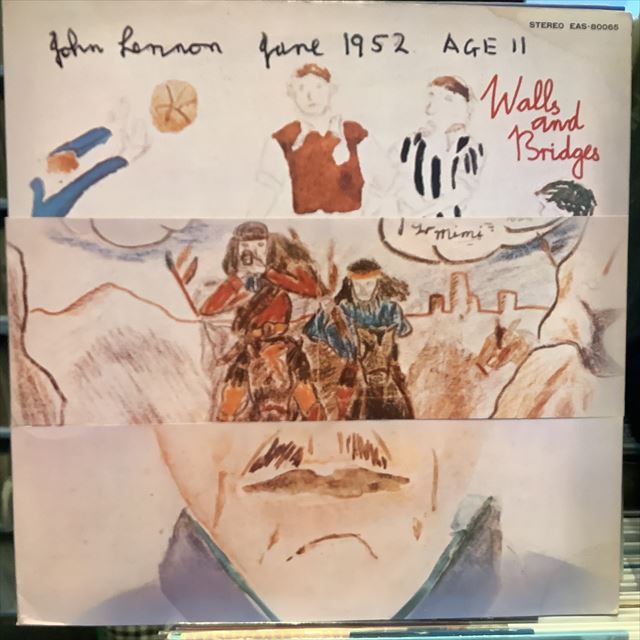 STEREO EAS-80065
John Lennon June 1952 AGE 11
Walls
and
Bridges
Mimi